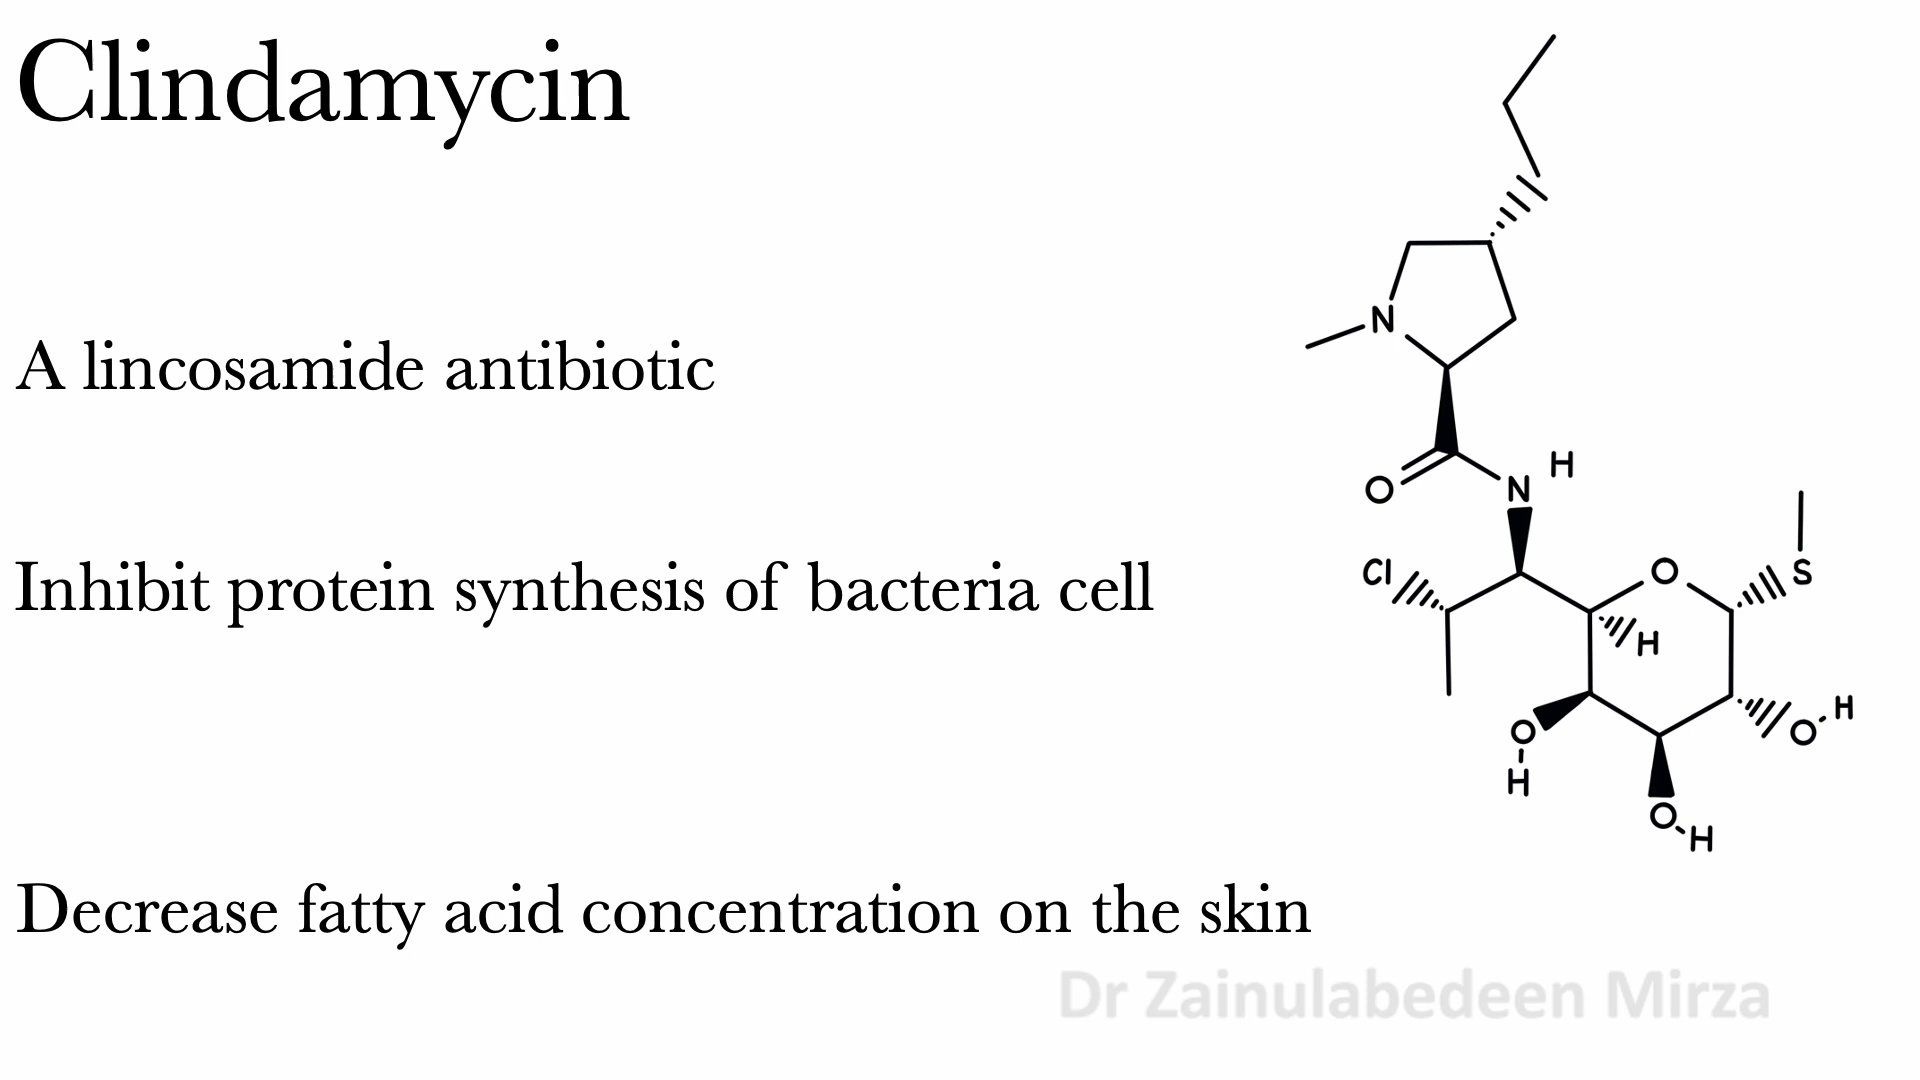 Clindamycin
A lincosamide antibiotic
Inhibit protein synthesis of bacteria cell
Decrease fatty acid concentration on the skin
N
O
N
H
Cl
O
S
H
O
H
O
H
O
H
Dr Zainulabedeen Mirza